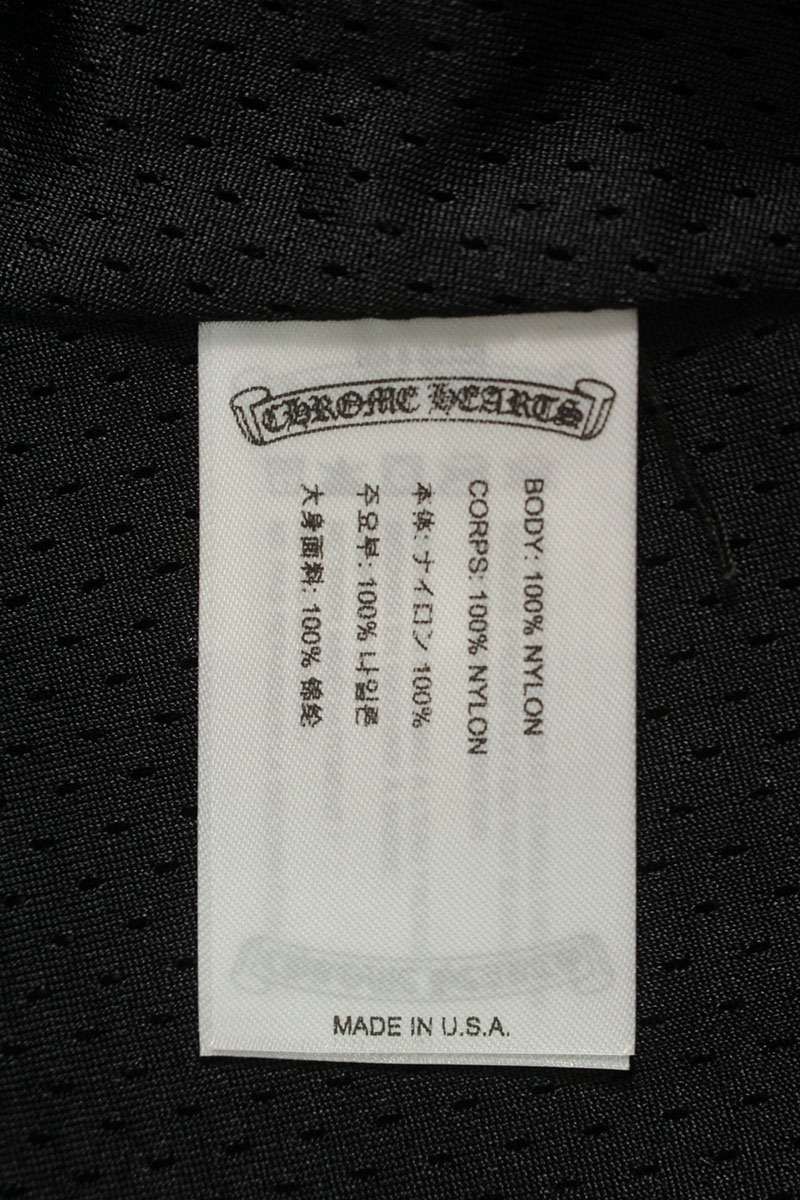 CHROME HEARTS
BODY: 100% NYLON
CORPS: 100% NYLON
本体: ナイロン 100%
주요부: 100% 나일론
大身面料: 100% 锦纶
MADE IN U.S.A.